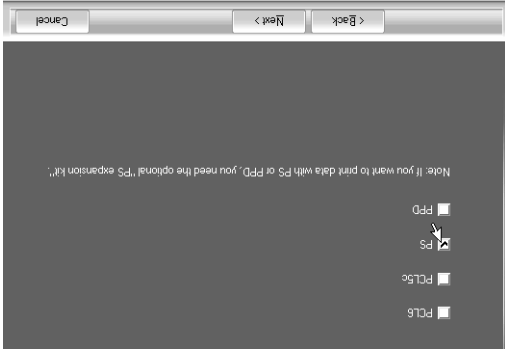 PCL6
PCL5c
PS
PPD
Note: If you want to print data with PS or PPD, you need the optional "PS expansion kit".
< Back
Next >
Cancel